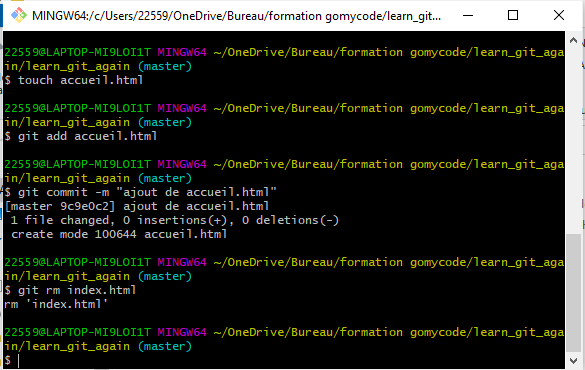 MINGW64:/c/Users/22559/OneDrive/Bureau/formation gomycode/learn_git...
22559@LAPTOP-MI9LOI1T MINGW64 ~/OneDrive/Bureau/formation gomycode/learn_git_aga
in/learn_git_again (master)
$ touch accueil.html
22559@LAPTOP-MI9LOI1T MINGW64 ~/OneDrive/Bureau/formation gomycode/learn_git_aga
in/learn_git_again (master)
$ git add accueil.html
22559@LAPTOP-MI9LOI1T MINGW64 ~/OneDrive/Bureau/formation gomycode/learn_git_aga
in/learn_git_again (master)
$ git commit -m "ajout de accueil.html"
[master 9c9e0c2] ajout de accueil.html
1 file changed, 0 insertions(+), 0 deletions(-)
create mode 100644 accueil.html
22559@LAPTOP-MI9LOI1T MINGW64 ~/OneDrive/Bureau/formation gomycode/learn_git_aga
in/learn_git_again (master)
$ git rm index.html
rm 'index.html'
22559@LAPTOP-MI9LOI1T MINGW64 ~/OneDrive/Bureau/formation gomycode/learn_git_aga
in/learn_git_again (master)
$